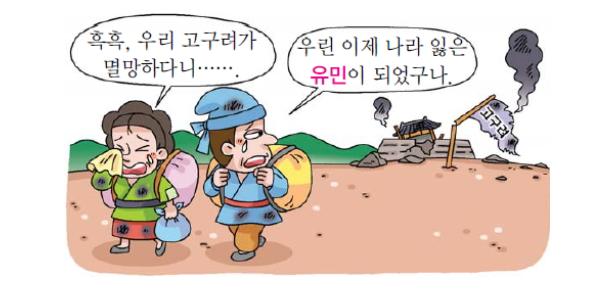 흑흑, 우리 고구려가
멸망하다니…….
우린 이제 나라 잃은
유민이 되었구나.
고구려